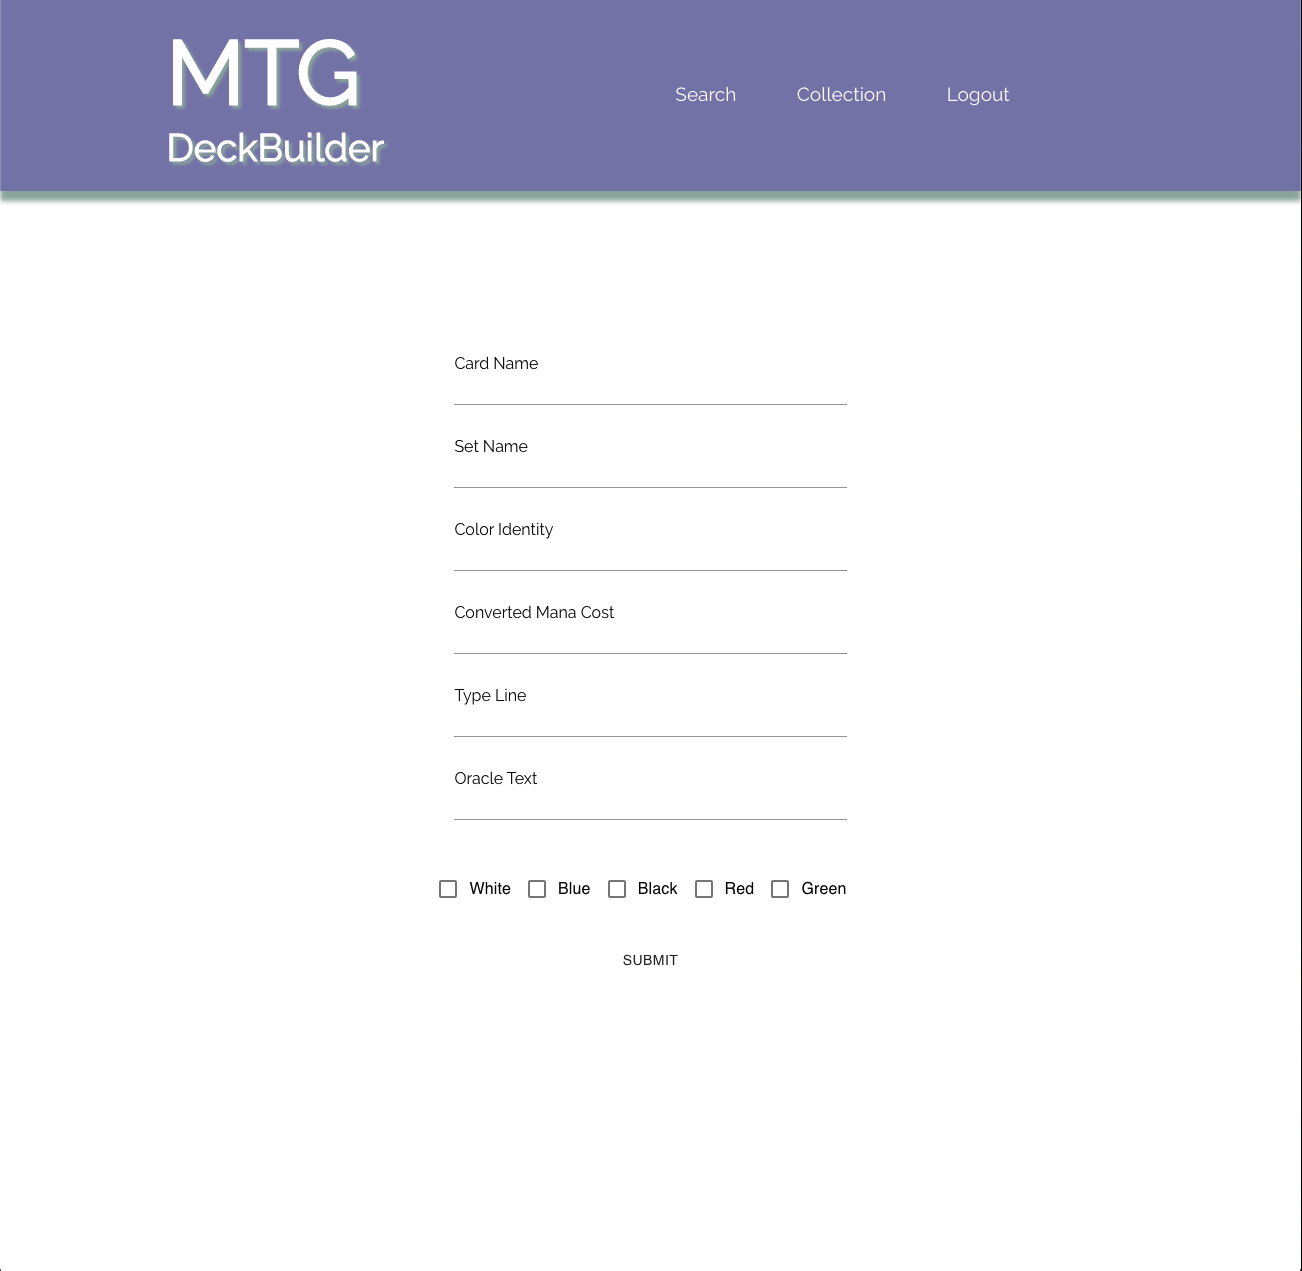 MTG
DeckBuilder
Search Collection Logout
Card Name
Set Name
Color Identity
Converted Mana Cost
Type Line
Oracle Text
White Blue Black Red Green
SUBMIT